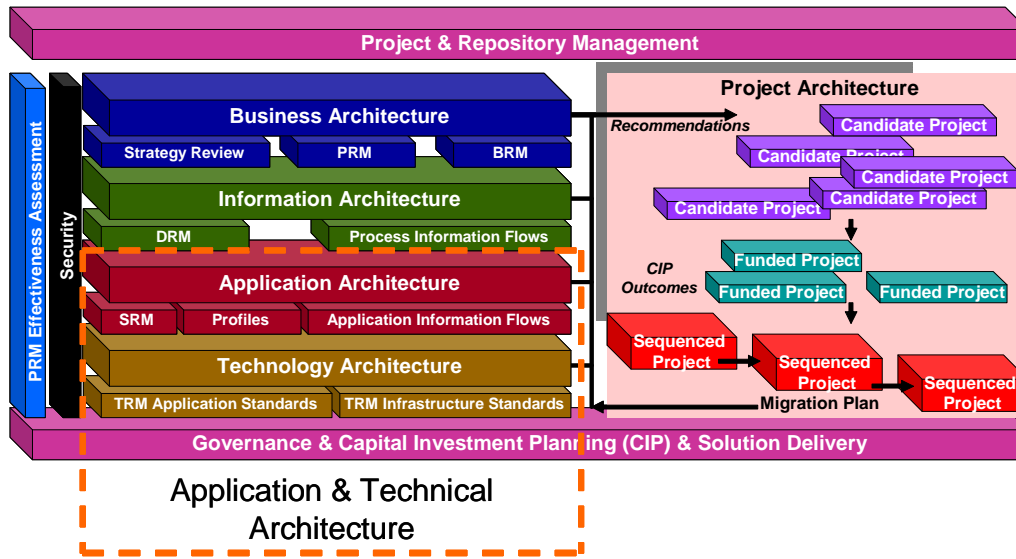 Project & Repository Management
PRM Effectiveness Assessment
Security
Business Architecture
Strategy Review
PRM
BRM
Information Architecture
DRM
Process Information Flows
Application Architecture
SRM
Profiles
Application Information Flows
Technology Architecture
TRM Application Standards
TRM Infrastructure Standards
Project Architecture
Recommendations
Candidate Project
Candidate Project
Candidate Project
Candidate Project
Candidate Project
CIP
Outcomes
Funded Project
Funded Project
Funded Project
Sequenced
Project
Sequenced
Project
Sequenced
Project
Migration Plan
Governance & Capital Investment Planning (CIP) & Solution Delivery
Application & Technical
Architecture